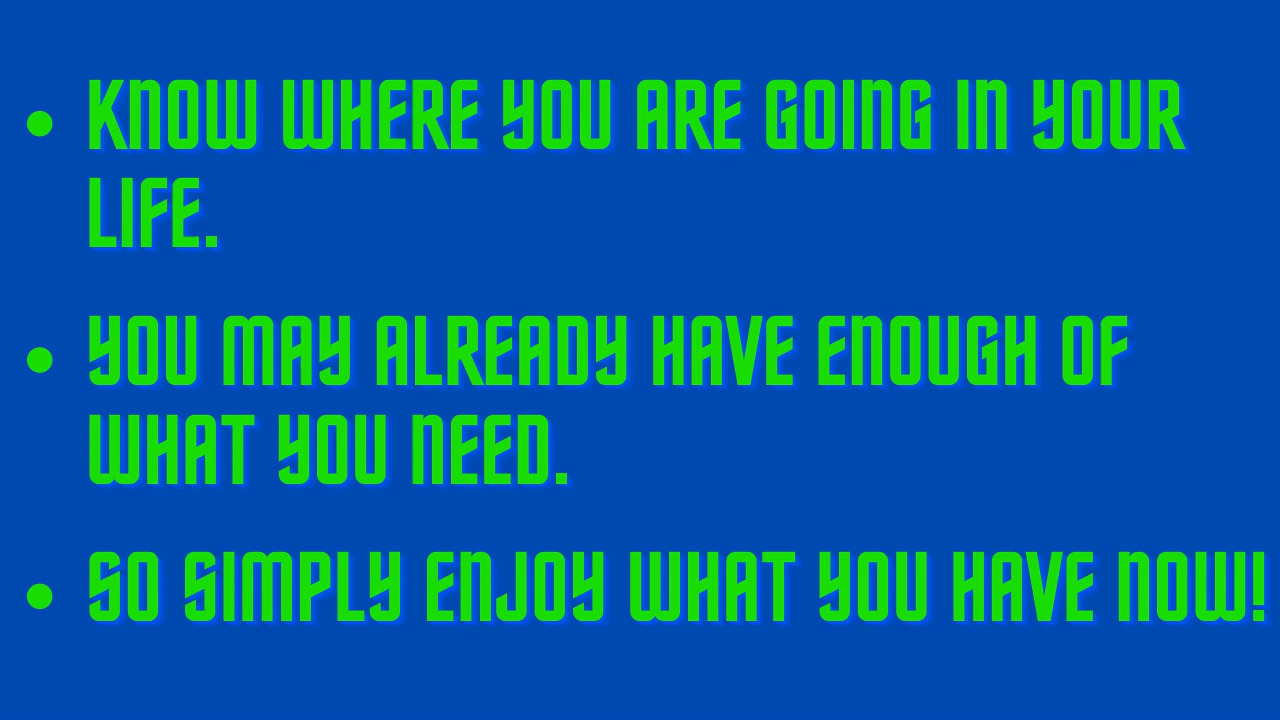 • KNOW WHERE YOU ARE GOING IN YOUR
LIFE.
• YOU MAY ALREADY HAVE ENOUGH OF
WHAT YOU NEED.
• SO SIMPLY ENJOY WHAT YOU HAVE NOW!